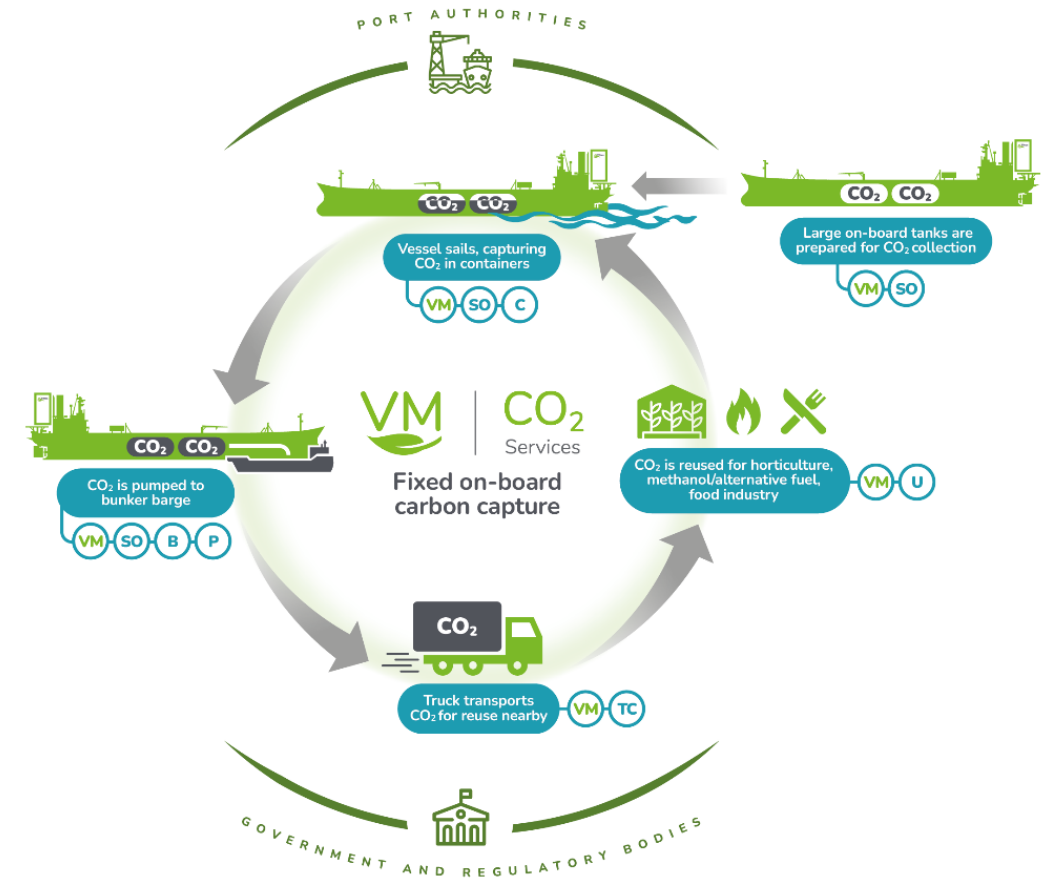 PORT AUTHORITIES
CO₂ CO₂
CO₂ CO₂
Large on-board tanks are
prepared for CO₂ collection
VM SO
Vessel sails, capturing
CO₂ in containers
VM SO C
VM CO₂
Services
Fixed on-board
carbon capture
CO₂ CO₂
CO₂ is pumped to
bunker barge
VM SO B P
CO₂ is reused for horticulture,
methanol/alternative fuel,
food industry
VM U
CO₂
Truck transports
CO₂ for reuse nearby
VM TC
GOVERNMENT AND REGULATORY BODIES